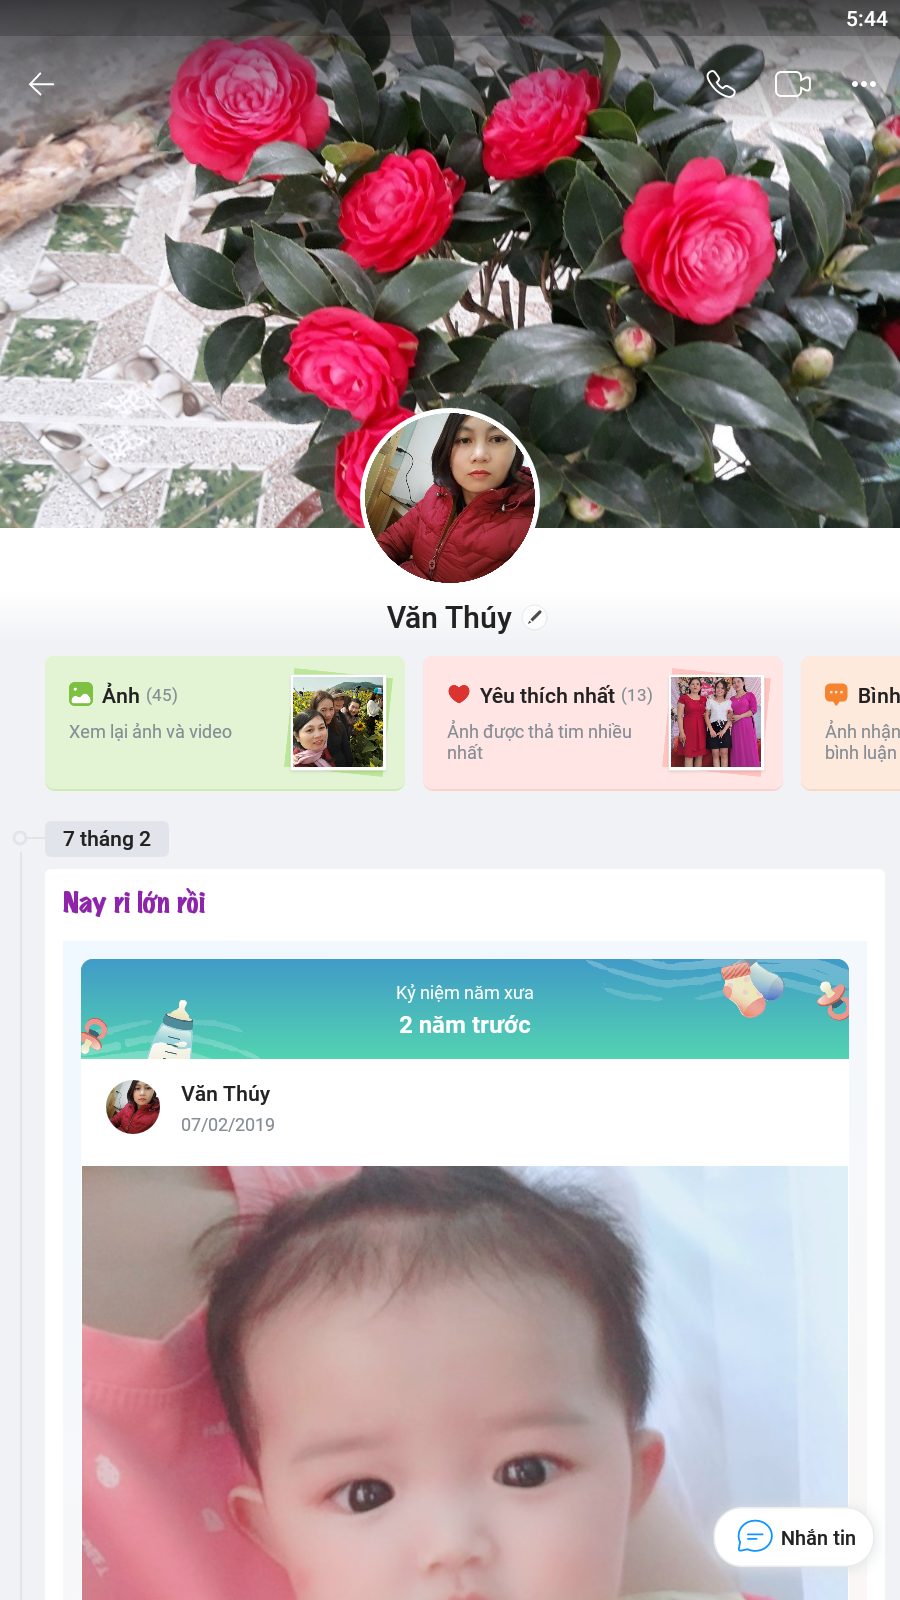 5:44
Văn Thúy
Ảnh (45)
Xem lại ảnh và video
Yêu thích nhất (13)
Ảnh được thả tim nhiều
nhất
Bình
Ảnh nhận
bình luận
7 tháng 2
Nay ri lớn rồi
Kỷ niệm năm xưa
2 năm trước
Văn Thúy
07/02/2019
Nhắn tin